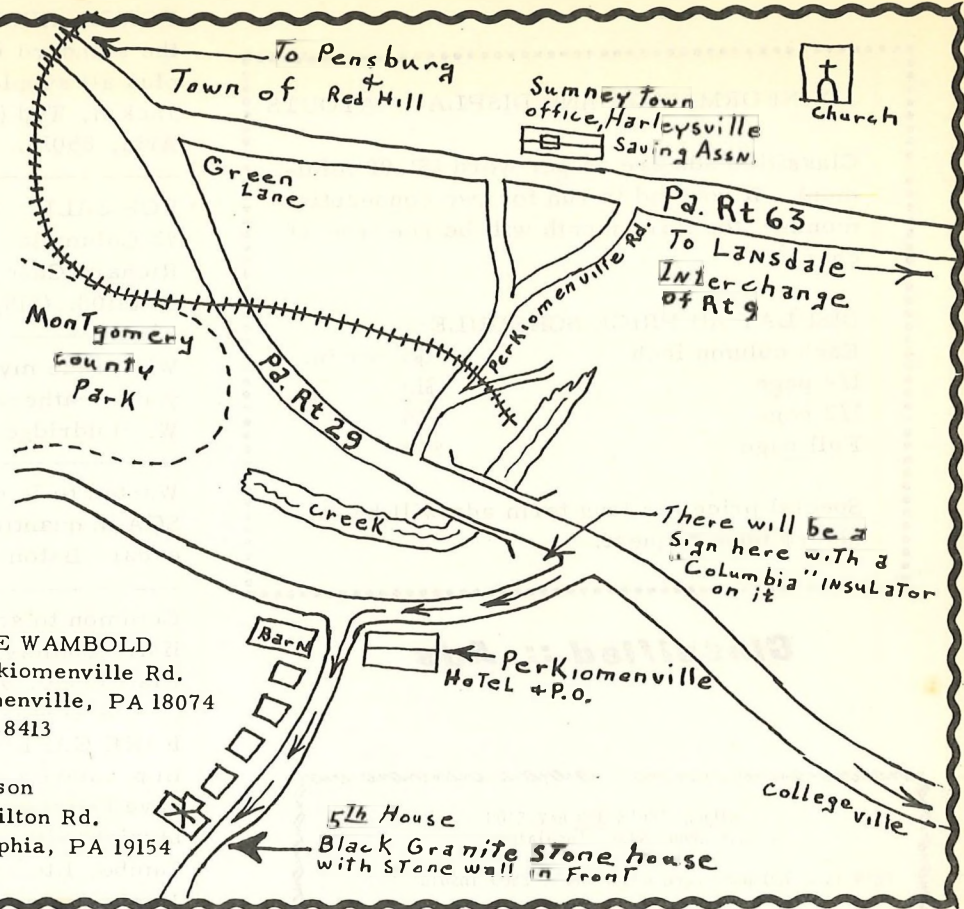 To Pensburg
&
Town of Red Hill
Sumneytown
office, Harleysville
Saving Assn.
Church
Green
Lane
Pa. Rt 63
To Lansdale
Interchange
of Rt 9
Perkiomenville Rd.
Montgomery
county
Park
Pa. Rt 29
Creek
There will be a
sign here with a
"Columbia" insulator
on it
Barn
Perkiomenville
Hotel & P.O.
E WAMBOLD
kiomenville Rd.
enville, PA 18074
8413
son
ilton Rd.
phia, PA 19154
College
ville
5th House
Black Granite Stone house
with Stone wall in Front